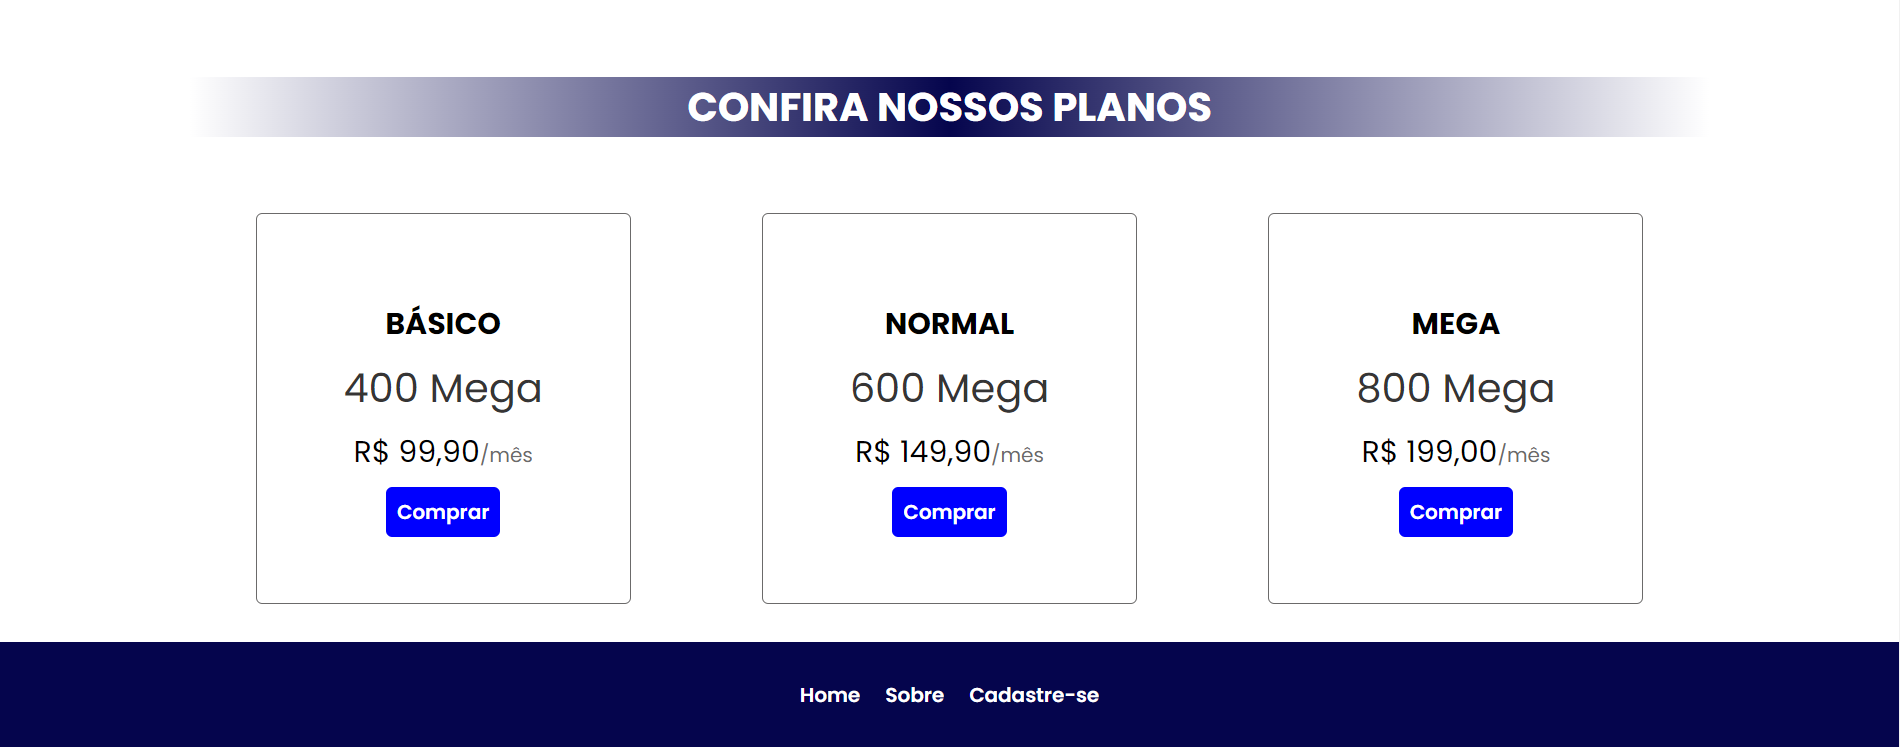 CONFIRA NOSSOS PLANOS
BÁSICO
400 Mega
R$ 99,90/mês
Comprar
NORMAL
600 Mega
R$ 149,90/mês
Comprar
MEGA
800 Mega
R$ 199,00/mês
Comprar
Home Sobre Cadastre-se